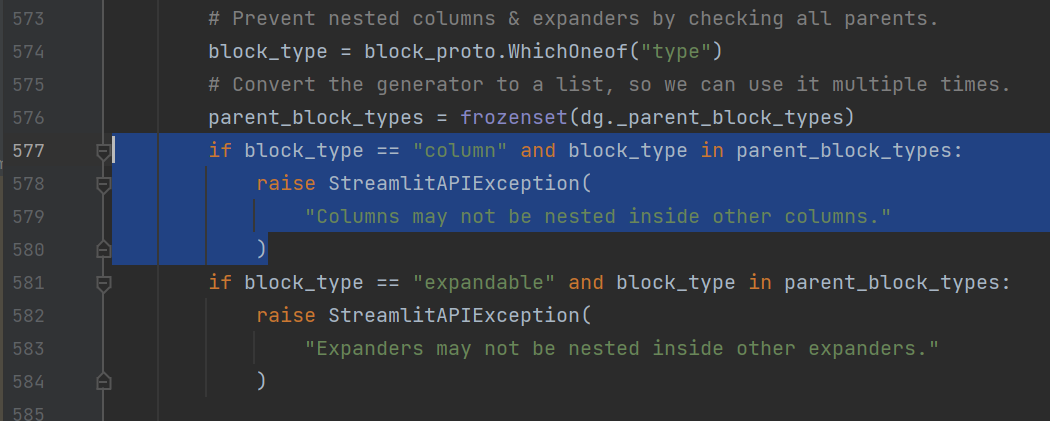 573 # Prevent nested columns & expanders by checking all parents.
574 block_type = block_proto.WhichOneof("type")
575 # Convert the generator to a list, so we can use it multiple times.
576 parent_block_types = frozenset(dg._parent_block_types)
577 if block_type == "column" and block_type in parent_block_types:
578 raise StreamlitAPIException(
579 "Columns may not be nested inside other columns."
580 )
581 if block_type == "expandable" and block_type in parent_block_types:
582 raise StreamlitAPIException(
583 "Expanders may not be nested inside other expanders."
584 )
585